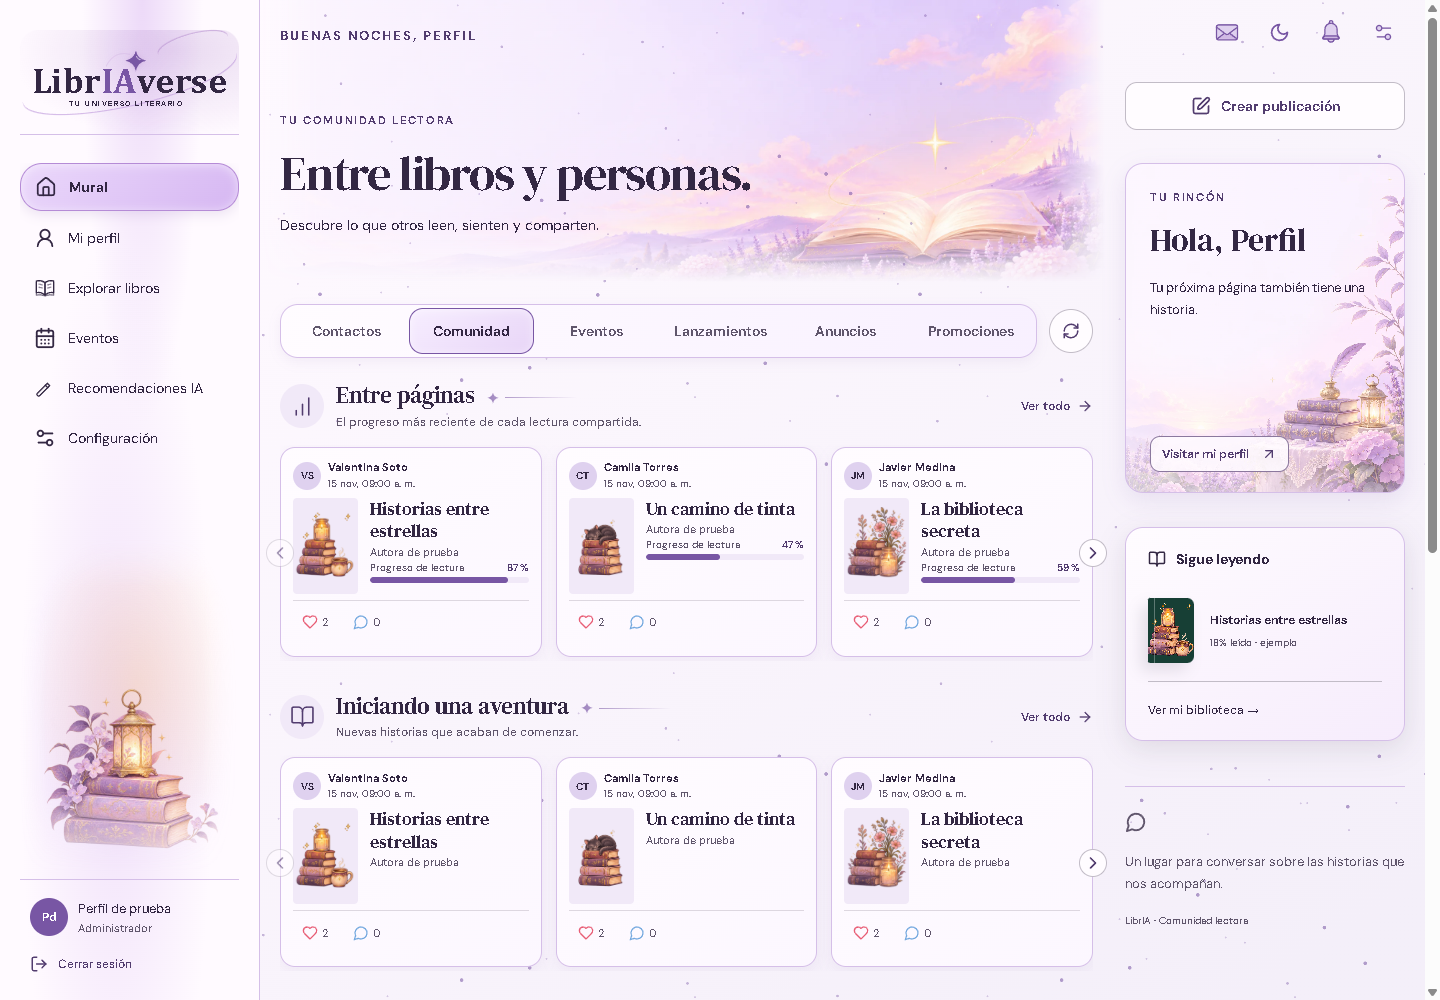 LibrIAverse
TU UNIVERSO LITERARIO
Mural
Mi perfil
Explorar libros
Eventos
Recomendaciones IA
Configuración
Pd
Perfil de prueba
Administrador
Cerrar sesión
BUENAS NOCHES, PERFIL
TU COMUNIDAD LECTORA
Entre libros y personas.
Descubre lo que otros leen, sienten y comparten.
Contactos
Comunidad
Eventos
Lanzamientos
Anuncios
Promociones
Entre páginas
El progreso más reciente de cada lectura compartida.
Ver todo →
VS
Valentina Soto
15 nov, 09:00 a. m.
Historias entre
estrellas
Autora de prueba
Progreso de lectura 87%
2 0
CT
Camila Torres
15 nov, 09:00 a. m.
Un camino de tinta
Autora de prueba
Progreso de lectura 47%
2 0
JM
Javier Medina
15 nov, 09:00 a. m.
La biblioteca
secreta
Autora de prueba
Progreso de lectura 59%
2 0
Iniciando una aventura
Nuevas historias que acaban de comenzar.
Ver todo →
VS
Valentina Soto
15 nov, 09:00 a. m.
Historias entre
estrellas
Autora de prueba
2 0
CT
Camila Torres
15 nov, 09:00 a. m.
Un camino de tinta
Autora de prueba
2 0
JM
Javier Medina
15 nov, 09:00 a. m.
La biblioteca
secreta
Autora de prueba
2 0
Crear publicación
TU RINCÓN
Hola, Perfil
Tu próxima página también tiene una
historia.
Visitar mi perfil
Sigue leyendo
Historias entre estrellas
18% leído · ejemplo
Ver mi biblioteca →
Un lugar para conversar sobre las historias que
nos acompañan.
LibrIA · Comunidad lectora